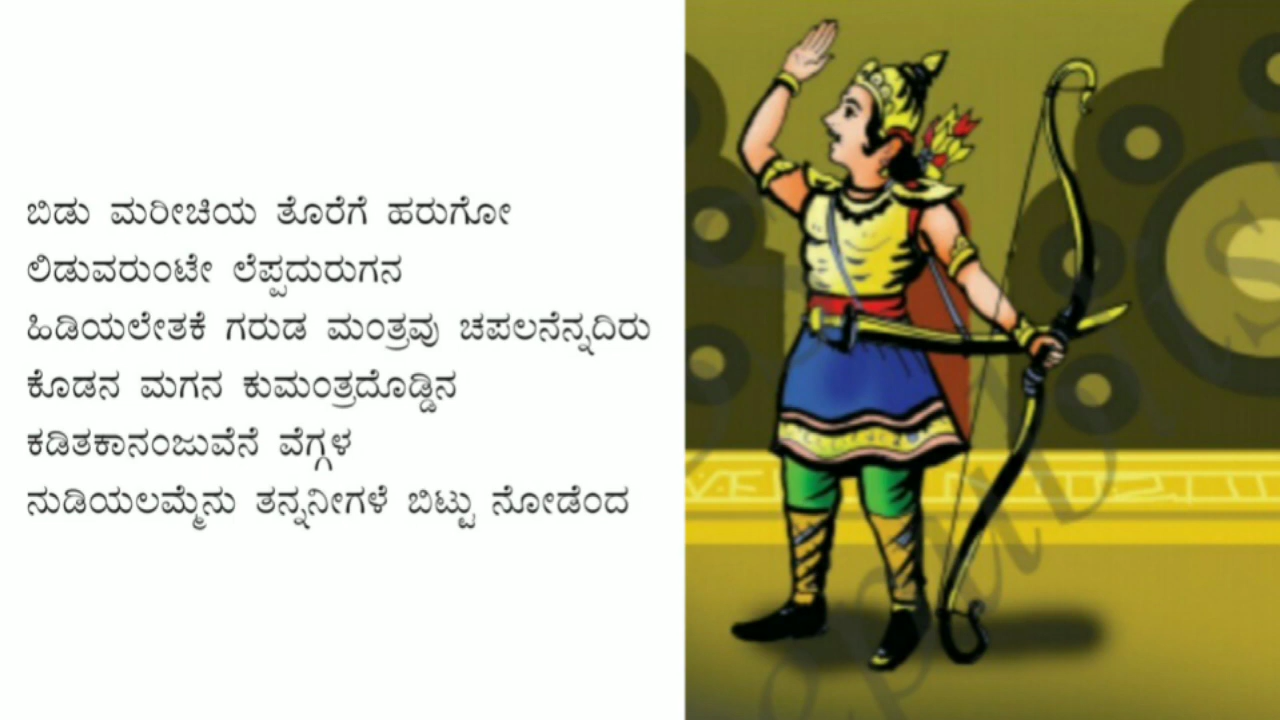 ಬಿಡು ಮರೀಚಿಯ ತೊರೆಗೆ ಹರುಗೋ
ಲಿಡುವರುಂಟೇ ಲೆಪ್ಪದುರುಗನ
ಹಿಡಿಯಲೇತಕೆ ಗರುಡ ಮಂತ್ರವು ಚಪಲನೆನ್ನದಿರು
ಕೊಡನ ಮಗನ ಕುಮಂತ್ರದೊಡ್ಡಿನ
ಕಡಿತಕಾನಂಜುವೆನೆ ವೆಗ್ಗಳ
ನುಡಿಯಲಮ್ಮೆನು ತನ್ನನೀಗಳೆ ಬಿಟ್ಟು ನೋಡೆಂದ